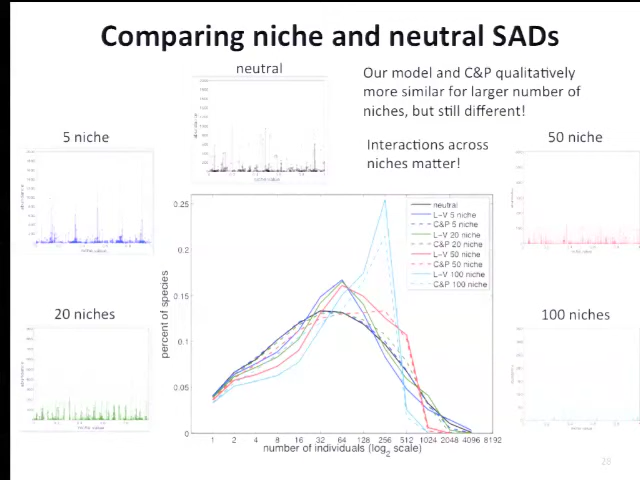 Comparing niche and neutral SADs
neutral
Our model and C&P qualitatively
more similar for larger number of
niches, but still different!
Interactions across
niches matter!
5 niche
50 niche
20 niches
100 niches
percent of species
0.25
0.2
0.15
0.1
0.05
0
1 2 4 8 16 32 64 128 256 512 1024 2048 4096 8192
number of individuals (log2 scale)
neutral
L-V 5 niche
C&P 5 niche
L-V 20 niche
C&P 20 niche
L-V 50 niche
C&P 50 niche
L-V 100 niche
C&P 100 niche
28